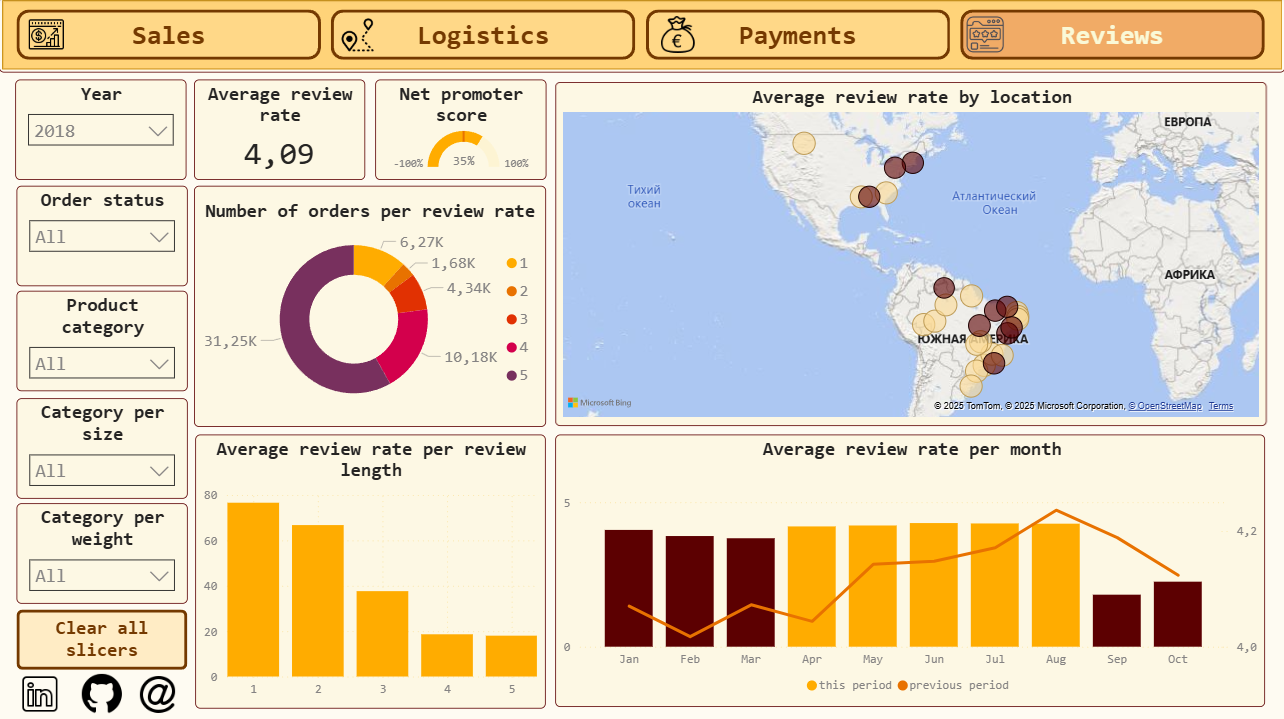 Sales
Logistics
Payments
Reviews
Year
2018
Average review
rate
4,09
Net promoter
score
-100%
35%
100%
Average review rate by location
ЕВРОПА
Тихий
океан
Атлантический
Океан
АФРИКА
ЮЖНАЯ АМЕРИКА
Microsoft Bing
© 2025 TomTom, © 2025 Microsoft Corporation, © OpenStreetMap Terms
Order status
All
Product
category
All
Category per
size
All
Category per
weight
All
Clear all
slicers
in
@
Number of orders per review rate
6,27K
1,68K
4,34K
10,18K
31,25K
1
2
3
4
5
Average review rate per review
length
80
60
40
20
0
1 2 3 4 5
Average review rate per month
5
0
4,2
4,0
Jan Feb Mar Apr May Jun Jul Aug Sep Oct
this period previous period